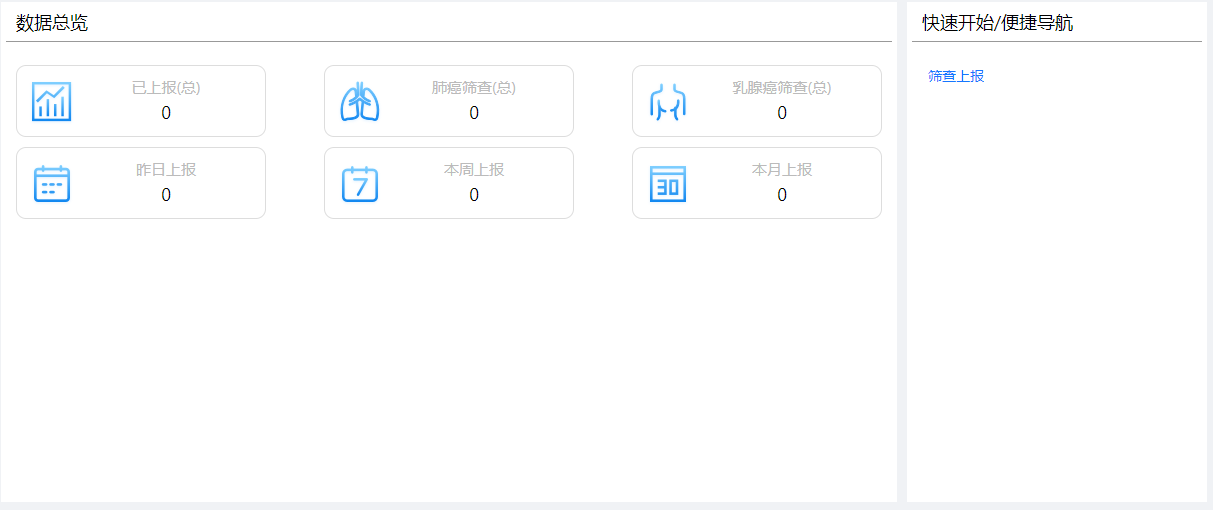 数据总览
快速开始/便捷导航
已上报(总)
0
肺癌筛查(总)
0
乳腺癌筛查(总)
0
筛查上报
昨日上报
0
7
本周上报
0
30
本月上报
0